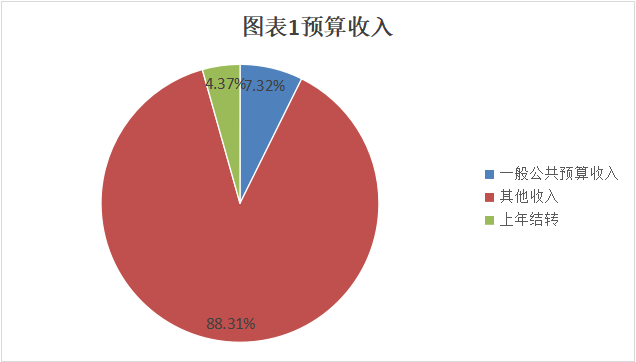 图表1预算收入
4.37%
7.32%
一般公共预算收入
其他收入
上年结转
88.31%